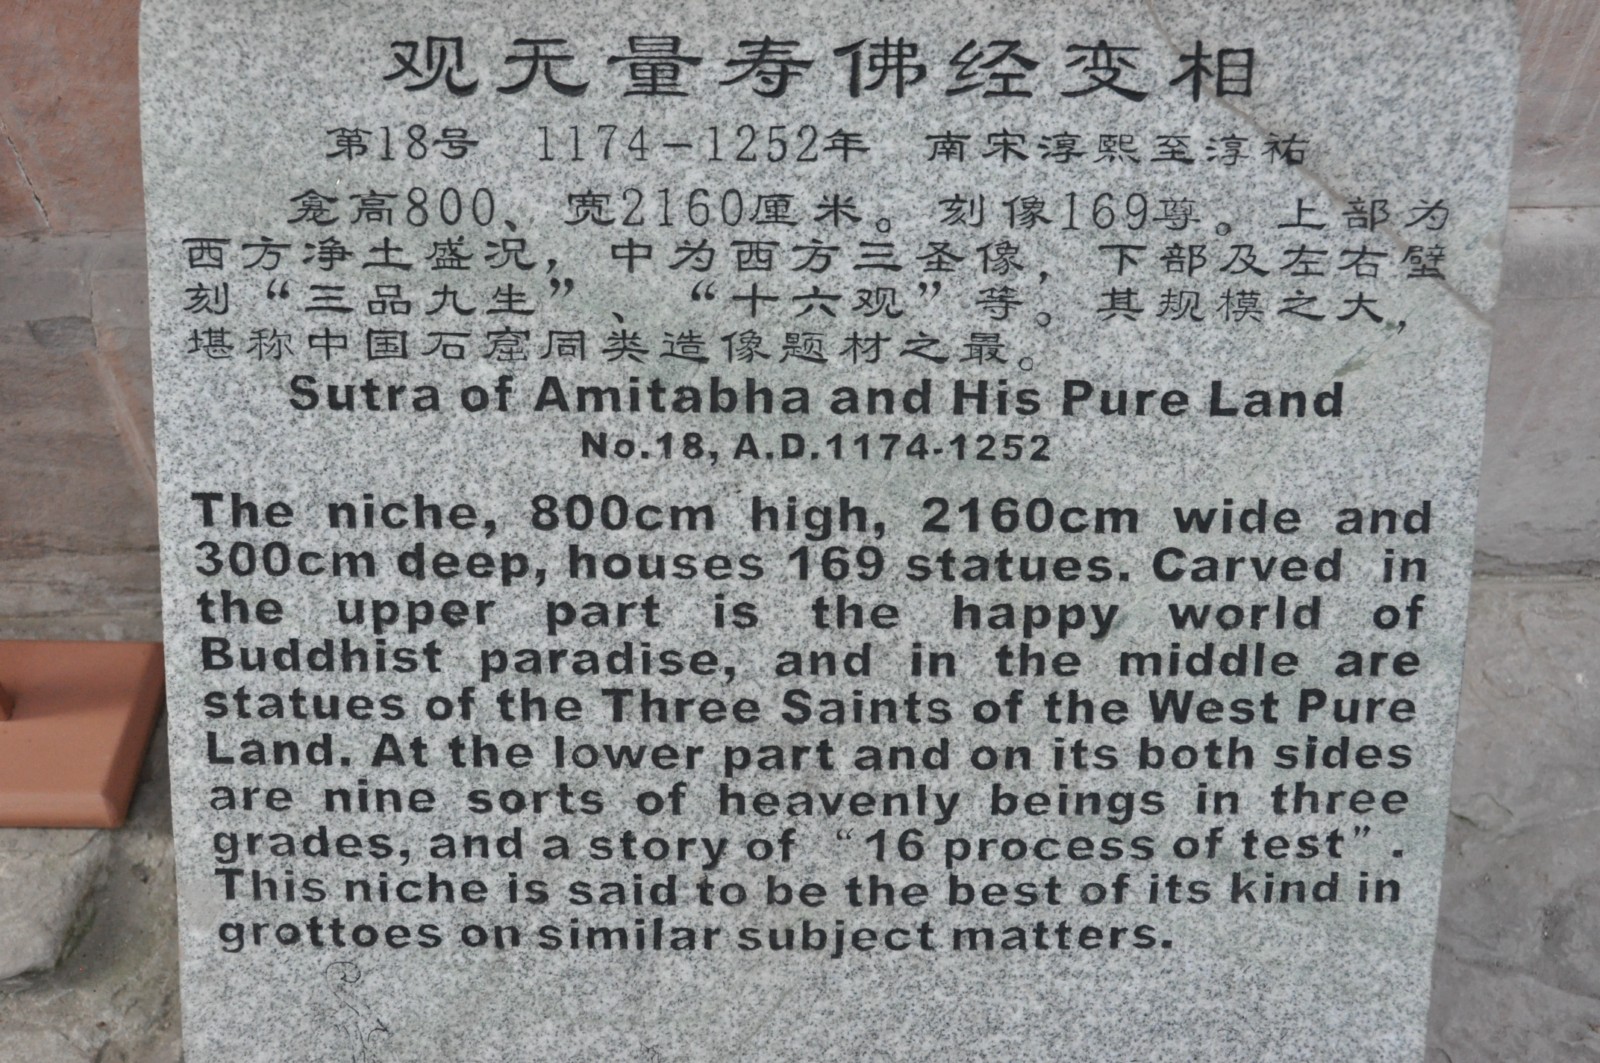 观无量寿佛经变相
第18号 1174-1252年 南宋淳熙至淳祐
龛高800、宽2160厘米。刻像169尊。上部为
西方净土盛况，中为西方三圣像，下部及左右壁
刻“三品九生”、“十六观”等。其规模之大，
堪称中国石窟同类造像题材之最。
Sutra of Amitabha and His Pure Land
No.18, A.D.1174-1252
The niche, 800cm high, 2160cm wide and
300cm deep, houses 169 statues. Carved in
the upper part is the happy world of
Buddhist paradise, and in the middle are
statues of the Three Saints of the West Pure
Land. At the lower part and on its both sides
are nine sorts of heavenly beings in three
grades, and a story of “16 process of test”.
This niche is said to be the best of its kind in
grottoes on similar subject matters.